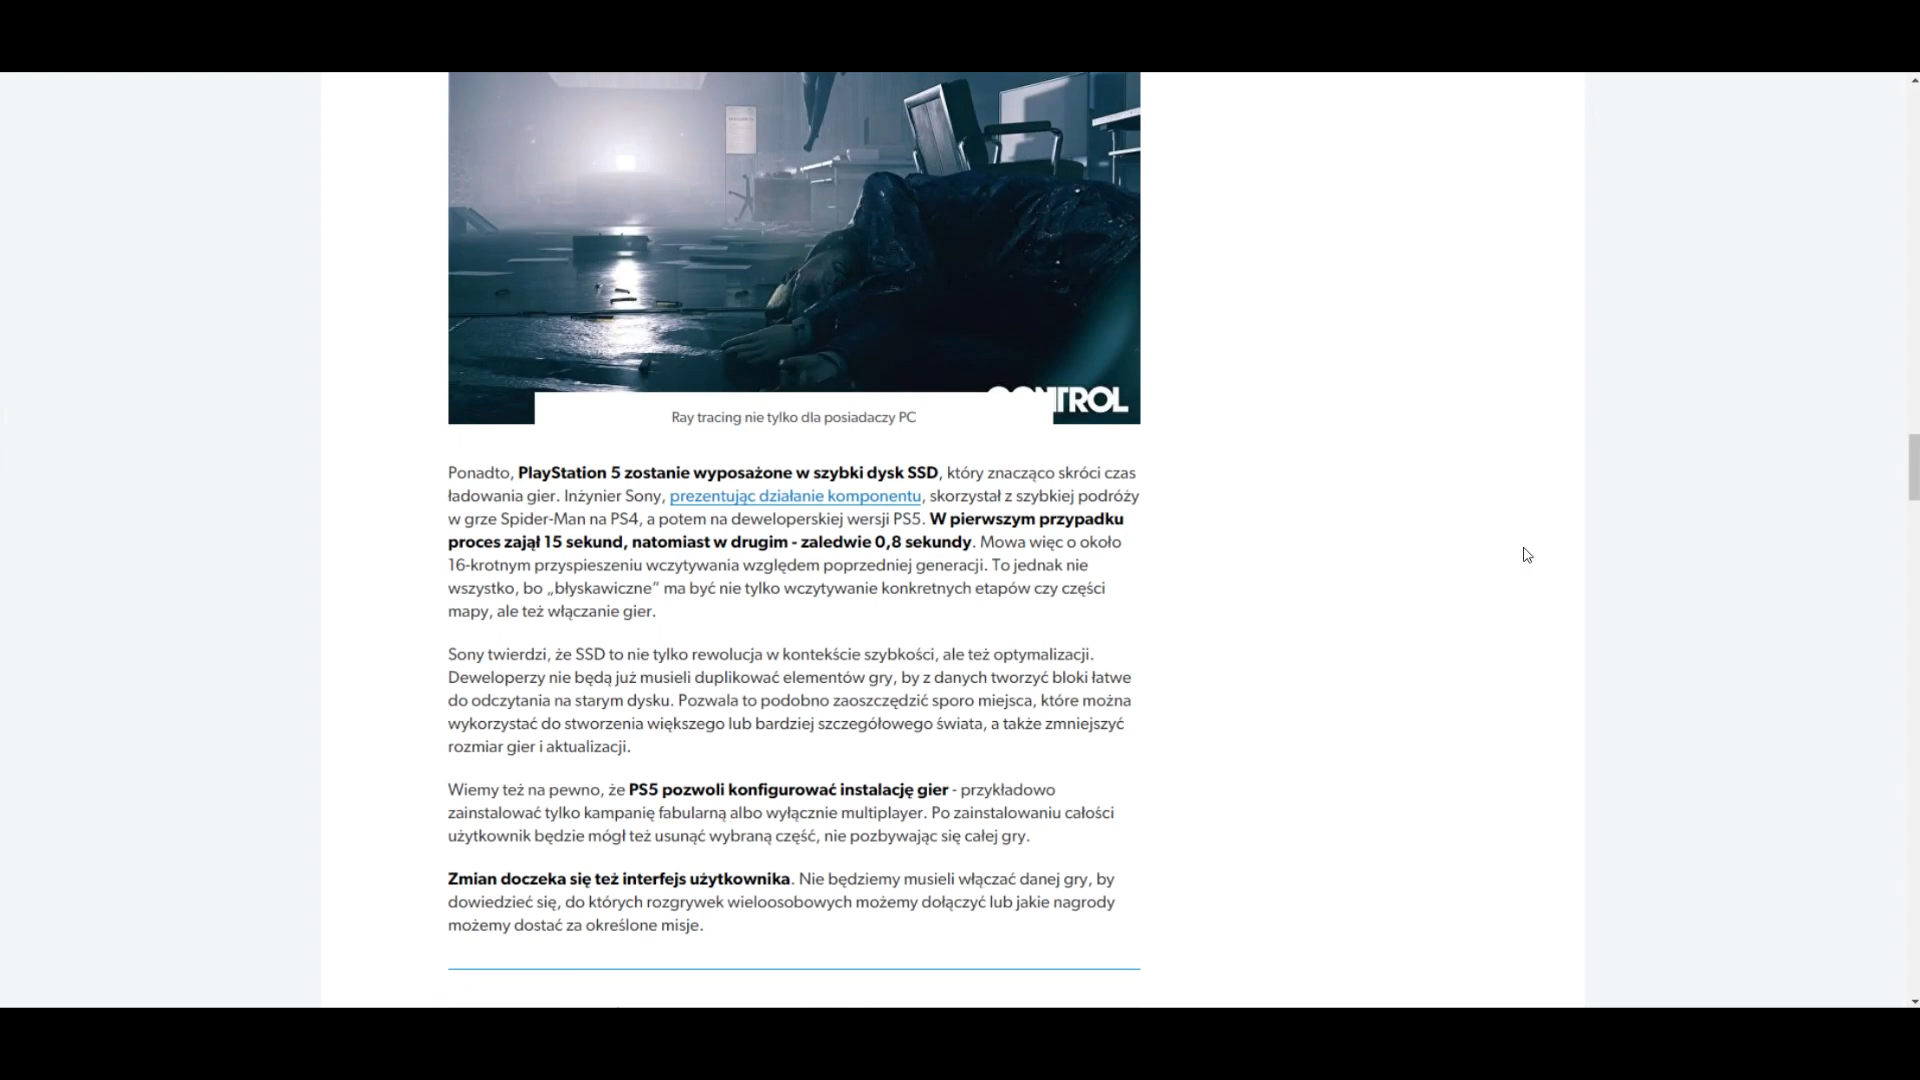 TROL
Ray tracing nie tylko dla posiadaczy PC
Ponadto, PlayStation 5 zostanie wyposażone w szybki dysk SSD, który znacząco skróci czas
ładowania gier. Inżynier Sony, prezentując działanie komponentu, skorzystał z szybkiej podróży
w grze Spider-Man na PS4, a potem na deweloperskiej wersji PS5. W pierwszym przypadku
proces zajął 15 sekund, natomiast w drugim - zaledwie 0,8 sekundy. Mowa więc o około
16-krotnym przyspieszeniu wczytywania względem poprzedniej generacji. To jednak nie
wszystko, bo „błyskawiczne” ma być nie tylko wczytywanie konkretnych etapów czy części
mapy, ale też włączanie gier.
Sony twierdzi, że SSD to nie tylko rewolucja w kontekście szybkości, ale też optymalizacji.
Deweloperzy nie będą już musieli duplikować elementów gry, by z danych tworzyć bloki łatwe
do odczytania na starym dysku. Pozwala to podobno zaoszczędzić sporo miejsca, które można
wykorzystać do stworzenia większego lub bardziej szczegółowego świata, a także zmniejszyć
rozmiar gier i aktualizacji.
Wiemy też na pewno, że PS5 pozwoli konfigurować instalację gier - przykładowo
zainstalować tylko kampanię fabularną albo wyłącznie multiplayer. Po zainstalowaniu całości
użytkownik będzie mógł też usunąć wybraną część, nie pozbywając się całej gry.
Zmian doczeka się też interfejs użytkownika. Nie będziemy musieli włączać danej gry, by
dowiedzieć się, do których rozgrywek wieloosobowych możemy dołączyć lub jakie nagrody
możemy dostać za określone misje.